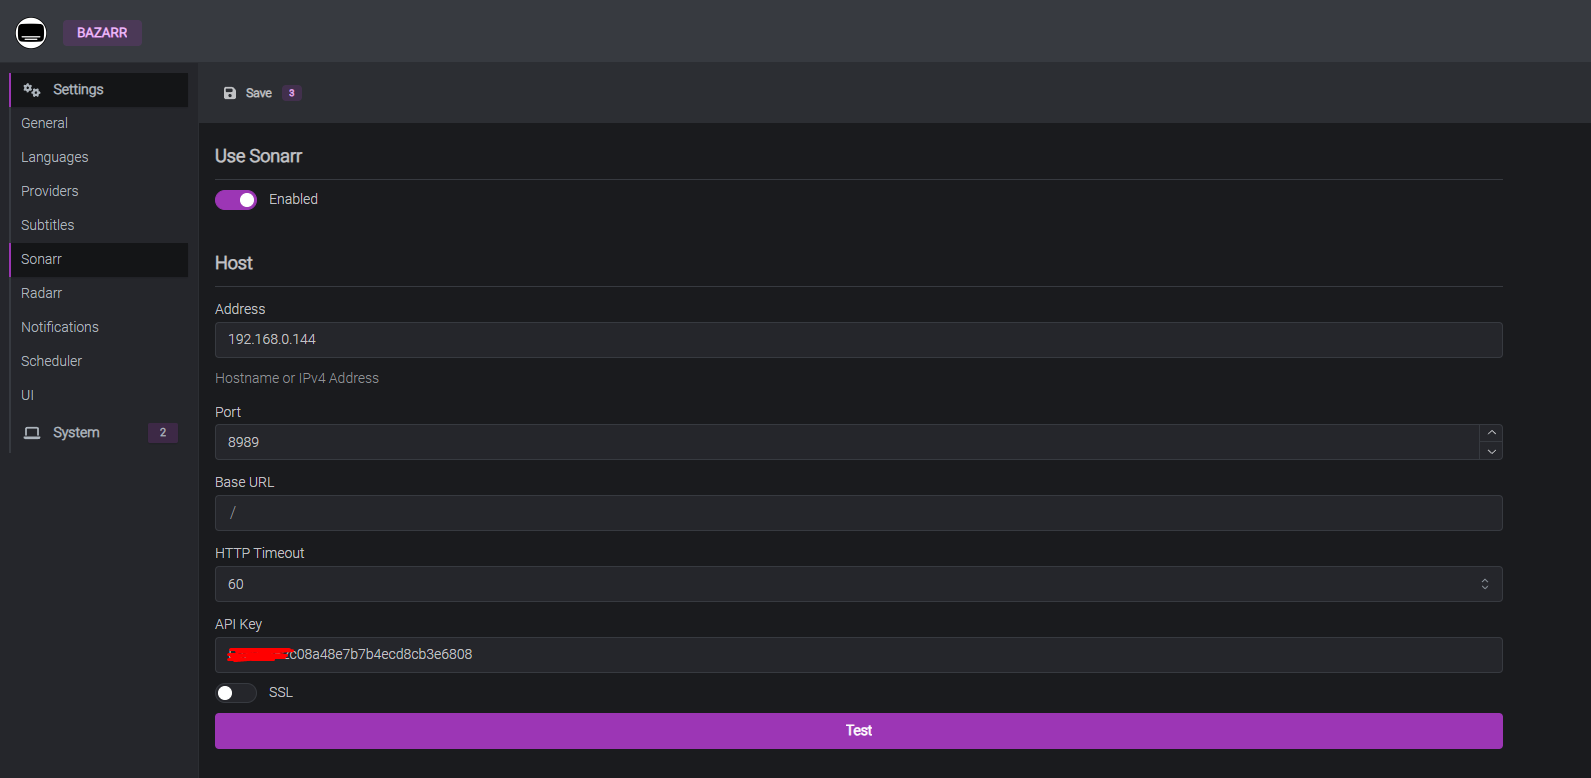 BAZARR
Settings
General
Languages
Providers
Subtitles
Sonarr
Radarr
Notifications
Scheduler
UI
System 2
Save 3
Use Sonarr
Enabled
Host
Address
192.168.0.144
Hostname or IPv4 Address
Port
8989
Base URL
/
HTTP Timeout
60
API Key
c08a48e7b7b4ecd8cb3e6808
SSL
Test